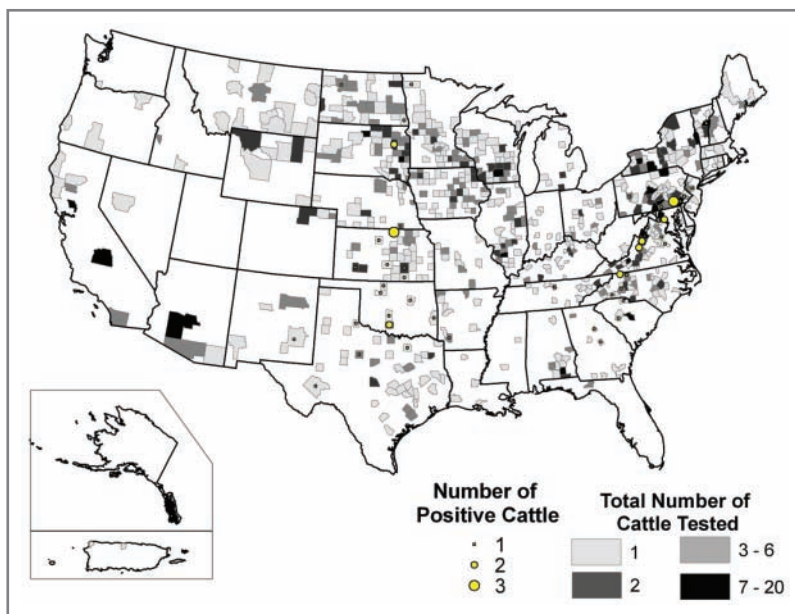 Number of
Positive Cattle
1
2
3
Total Number of
Cattle Tested
1
2
3 - 6
7 - 20